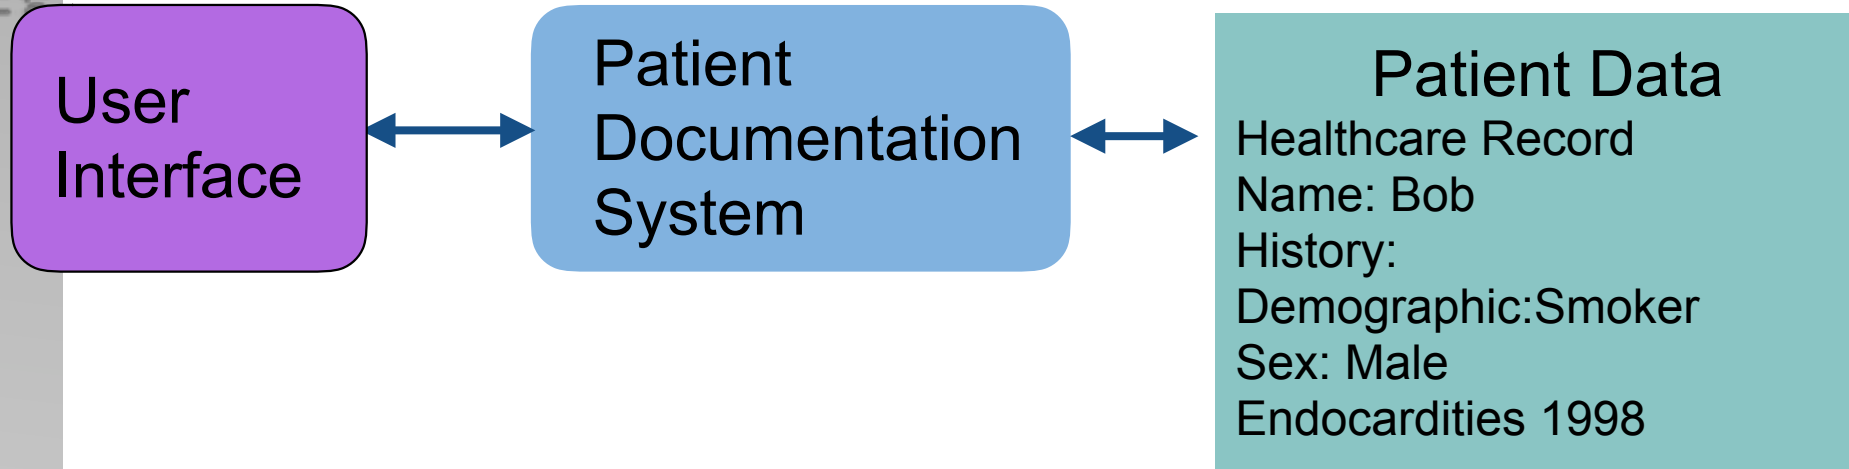 User
Interface
Patient
Documentation
System
Patient Data
Healthcare Record
Name: Bob
History:
Demographic:Smoker
Sex: Male
Endocardities 1998